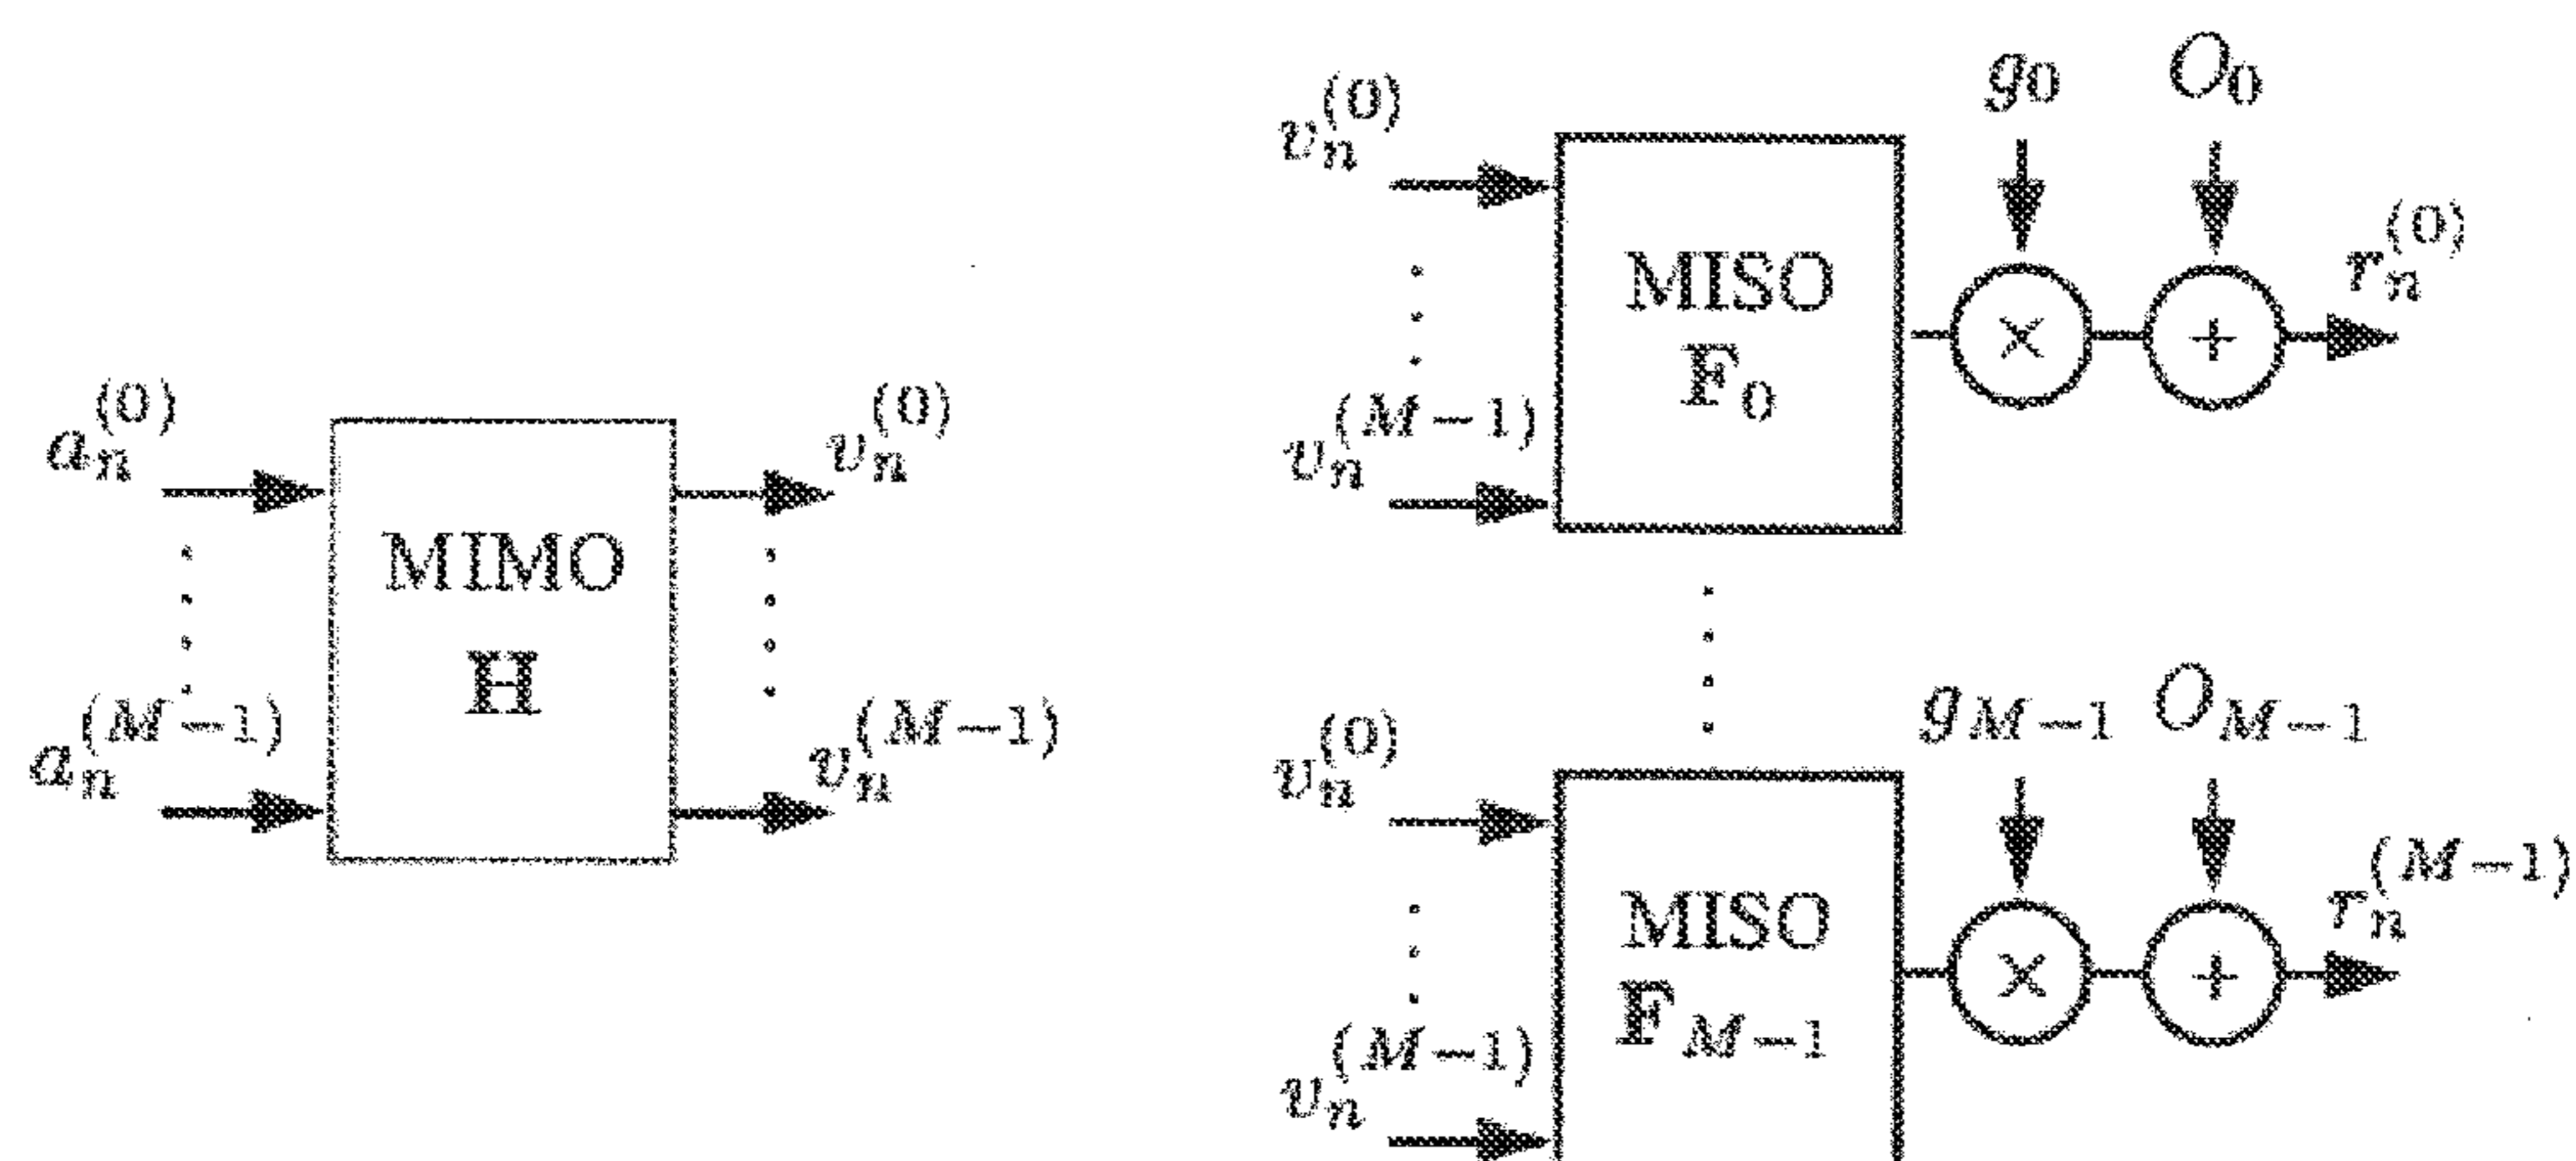 a_n^{(0)}
a_n^{(M−1)}
MIMO
H
v_n^{(0)}
v_n^{(M−1)}
v_n^{(0)}
v_n^{(M−1)}
MISO
F_0
g_0
O_0
×
+
r_n^{(0)}
v_n^{(0)}
v_n^{(M−1)}
MISO
F_{M−1}
g_{M−1}
O_{M−1}
×
+
r_n^{(M−1)}